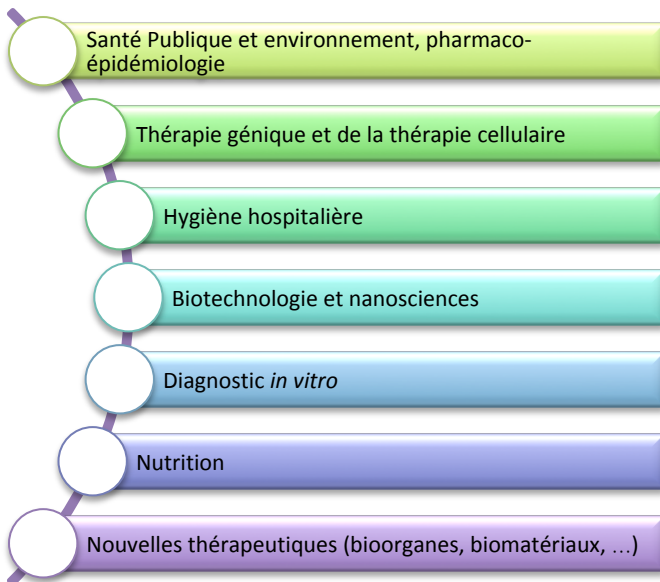 Santé Publique et environnement, pharmaco-
épidémiologie
Thérapie génique et de la thérapie cellulaire
Hygiène hospitalière
Biotechnologie et nanosciences
Diagnostic in vitro
Nutrition
Nouvelles thérapeutiques (bioorganes, biomatériaux, …)